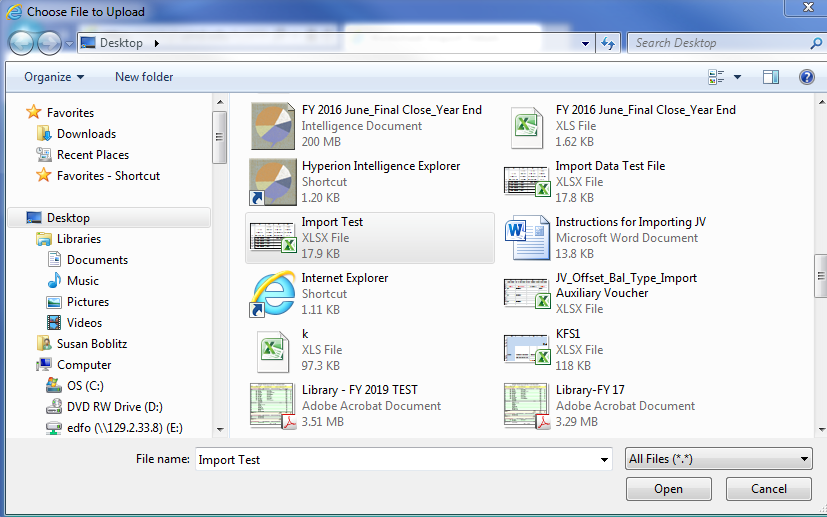 Choose File to Upload
Desktop
Search Desktop
Organize
New folder
Favorites
Downloads
Recent Places
Favorites - Shortcut
Desktop
Libraries
Documents
Music
Pictures
Videos
Susan Boblitz
Computer
OS (C:)
DVD RW Drive (D:)
edfo (\\129.2.33.8) (E:)
FY 2016 June_Final Close_Year End
Intelligence Document
200 MB
FY 2016 June_Final Close_Year End
XLS File
1.62 KB
Hyperion Intelligence Explorer
Shortcut
1.20 KB
Import Data Test File
XLSX File
17.8 KB
Import Test
XLSX File
17.9 KB
Instructions for Importing JV
Microsoft Word Document
13.8 KB
Internet Explorer
Shortcut
1.11 KB
JV_Offset_Bal_Type_Import
Auxiliary Voucher
XLSX File
k
XLS File
97.3 KB
KFS1
XLSX File
118 KB
Library - FY 2019 TEST
Adobe Acrobat Document
3.51 MB
Library-FY 17
Adobe Acrobat Document
3.29 MB
File name:
Import Test
All Files (*.*)
Open
Cancel